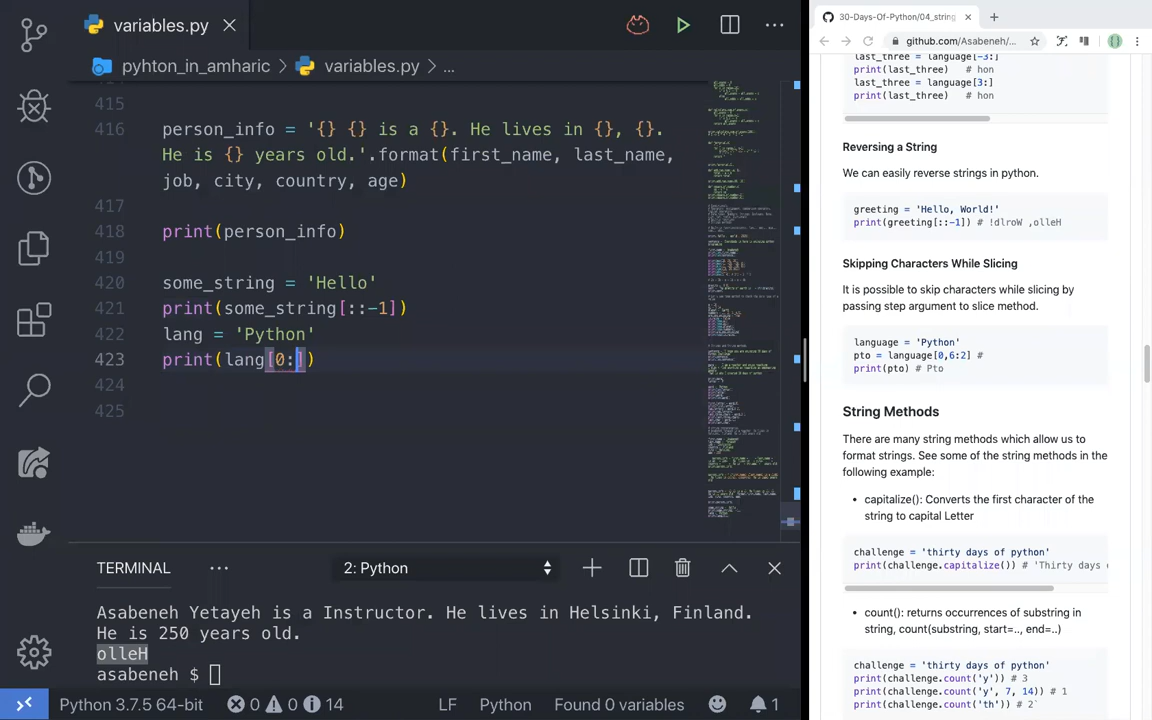 variables.py
pyhton_in_amharic > variables.py > ...
415
416 person_info = '{} {} is a {}. He lives in {}, {}.
He is {} years old.'.format(first_name, last_name,
job, city, country, age)
417
418 print(person_info)
419
420 some_string = 'Hello'
421 print(some_string[::-1])
422 lang = 'Python'
423 print(lang[0:])
424
425
TERMINAL ... 2: Python
Asabeneh Yetayeh is a Instructor. He lives in Helsinki, Finland.
He is 250 years old.
olleH
asabeneh $
Python 3.7.5 64-bit 0 0 14 LF Python Found 0 variables 1
30-Days-Of-Python/04_string
github.com/Asabeneh/...
last_three = language[-3:]
print(last_three) # hon
last_three = language[3:]
print(last_three) # hon
Reversing a String
We can easily reverse strings in python.
greeting = 'Hello, World!'
print(greeting[::-1]) # !dlroW ,olleH
Skipping Characters While Slicing
It is possible to skip characters while slicing by
passing step argument to slice method.
language = 'Python'
pto = language[0,6:2] #
print(pto) # Pto
String Methods
There are many string methods which allow us to
format strings. See some of the string methods in the
following example:
• capitalize(): Converts the first character of the
string to capital Letter
challenge = 'thirty days of python'
print(challenge.capitalize()) # 'Thirty days
• count(): returns occurrences of substring in
string, count(substring, start=.., end=..)
challenge = 'thirty days of python'
print(challenge.count('y')) # 3
print(challenge.count('y', 7, 14)) # 1
print(challenge.count('th')) # 2`